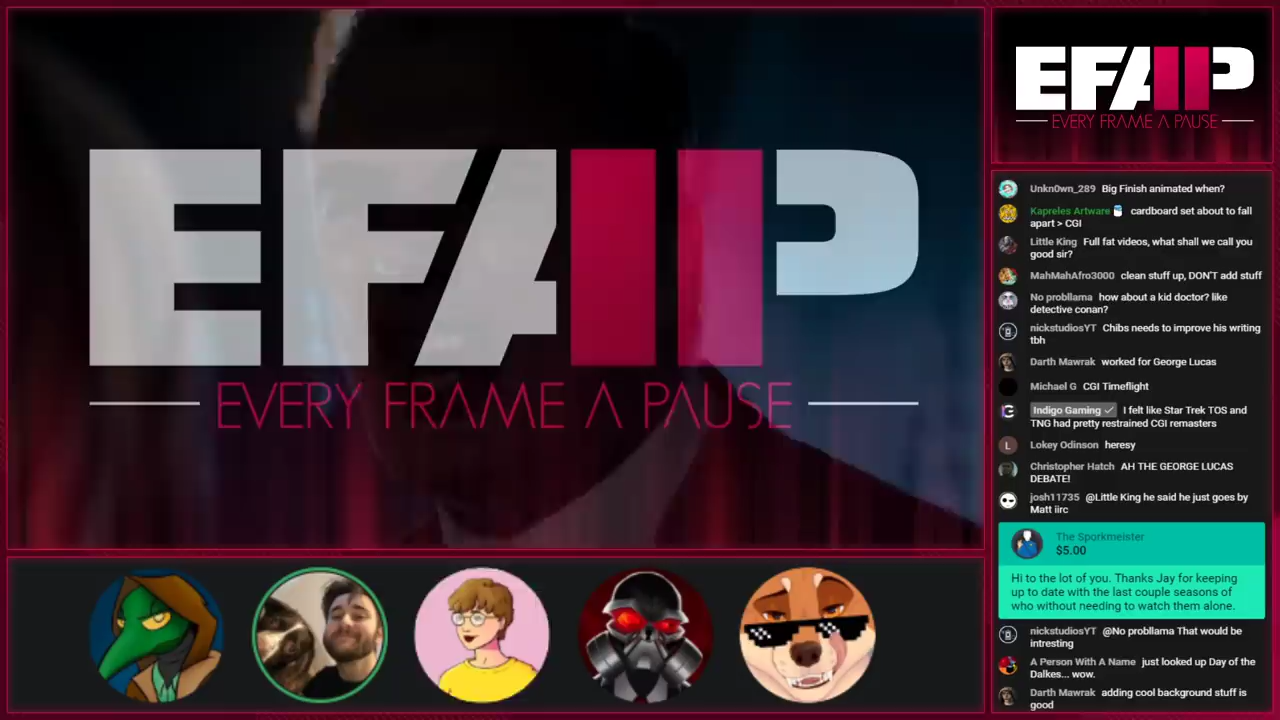 EFAP
EVERY FRAME A PAUSE
EFAP
EVERY FRAME A PAUSE
Unkn0wn_289 Big Finish animated when?
Kapreles Artware cardboard set about to fall
apart > CGI
Little King Full fat videos, what shall we call you
good sir?
MahMahAfro3000 clean stuff up, DON'T add stuff
No probllama how about a kid doctor? like
detective conan?
nickstudiosYT Chibs needs to improve his writing
tbh
Darth Mawrak worked for George Lucas
Michael G CGI Timeflight
Indigo Gaming ✓ I felt like Star Trek TOS and
TNG had pretty restrained CGI remasters
L Lokey Odinson heresy
Christopher Hatch AH THE GEORGE LUCAS
DEBATE!
josh11735 @Little King he said he just goes by
Matt iirc
The Sporkmeister
$5.00
Hi to the lot of you. Thanks Jay for keeping
up to date with the last couple seasons of
who without needing to watch them alone.
nickstudiosYT @No probllama That would be
intresting
A Person With A Name just looked up Day of the
Dalkes... wow.
Darth Mawrak adding cool background stuff is
good